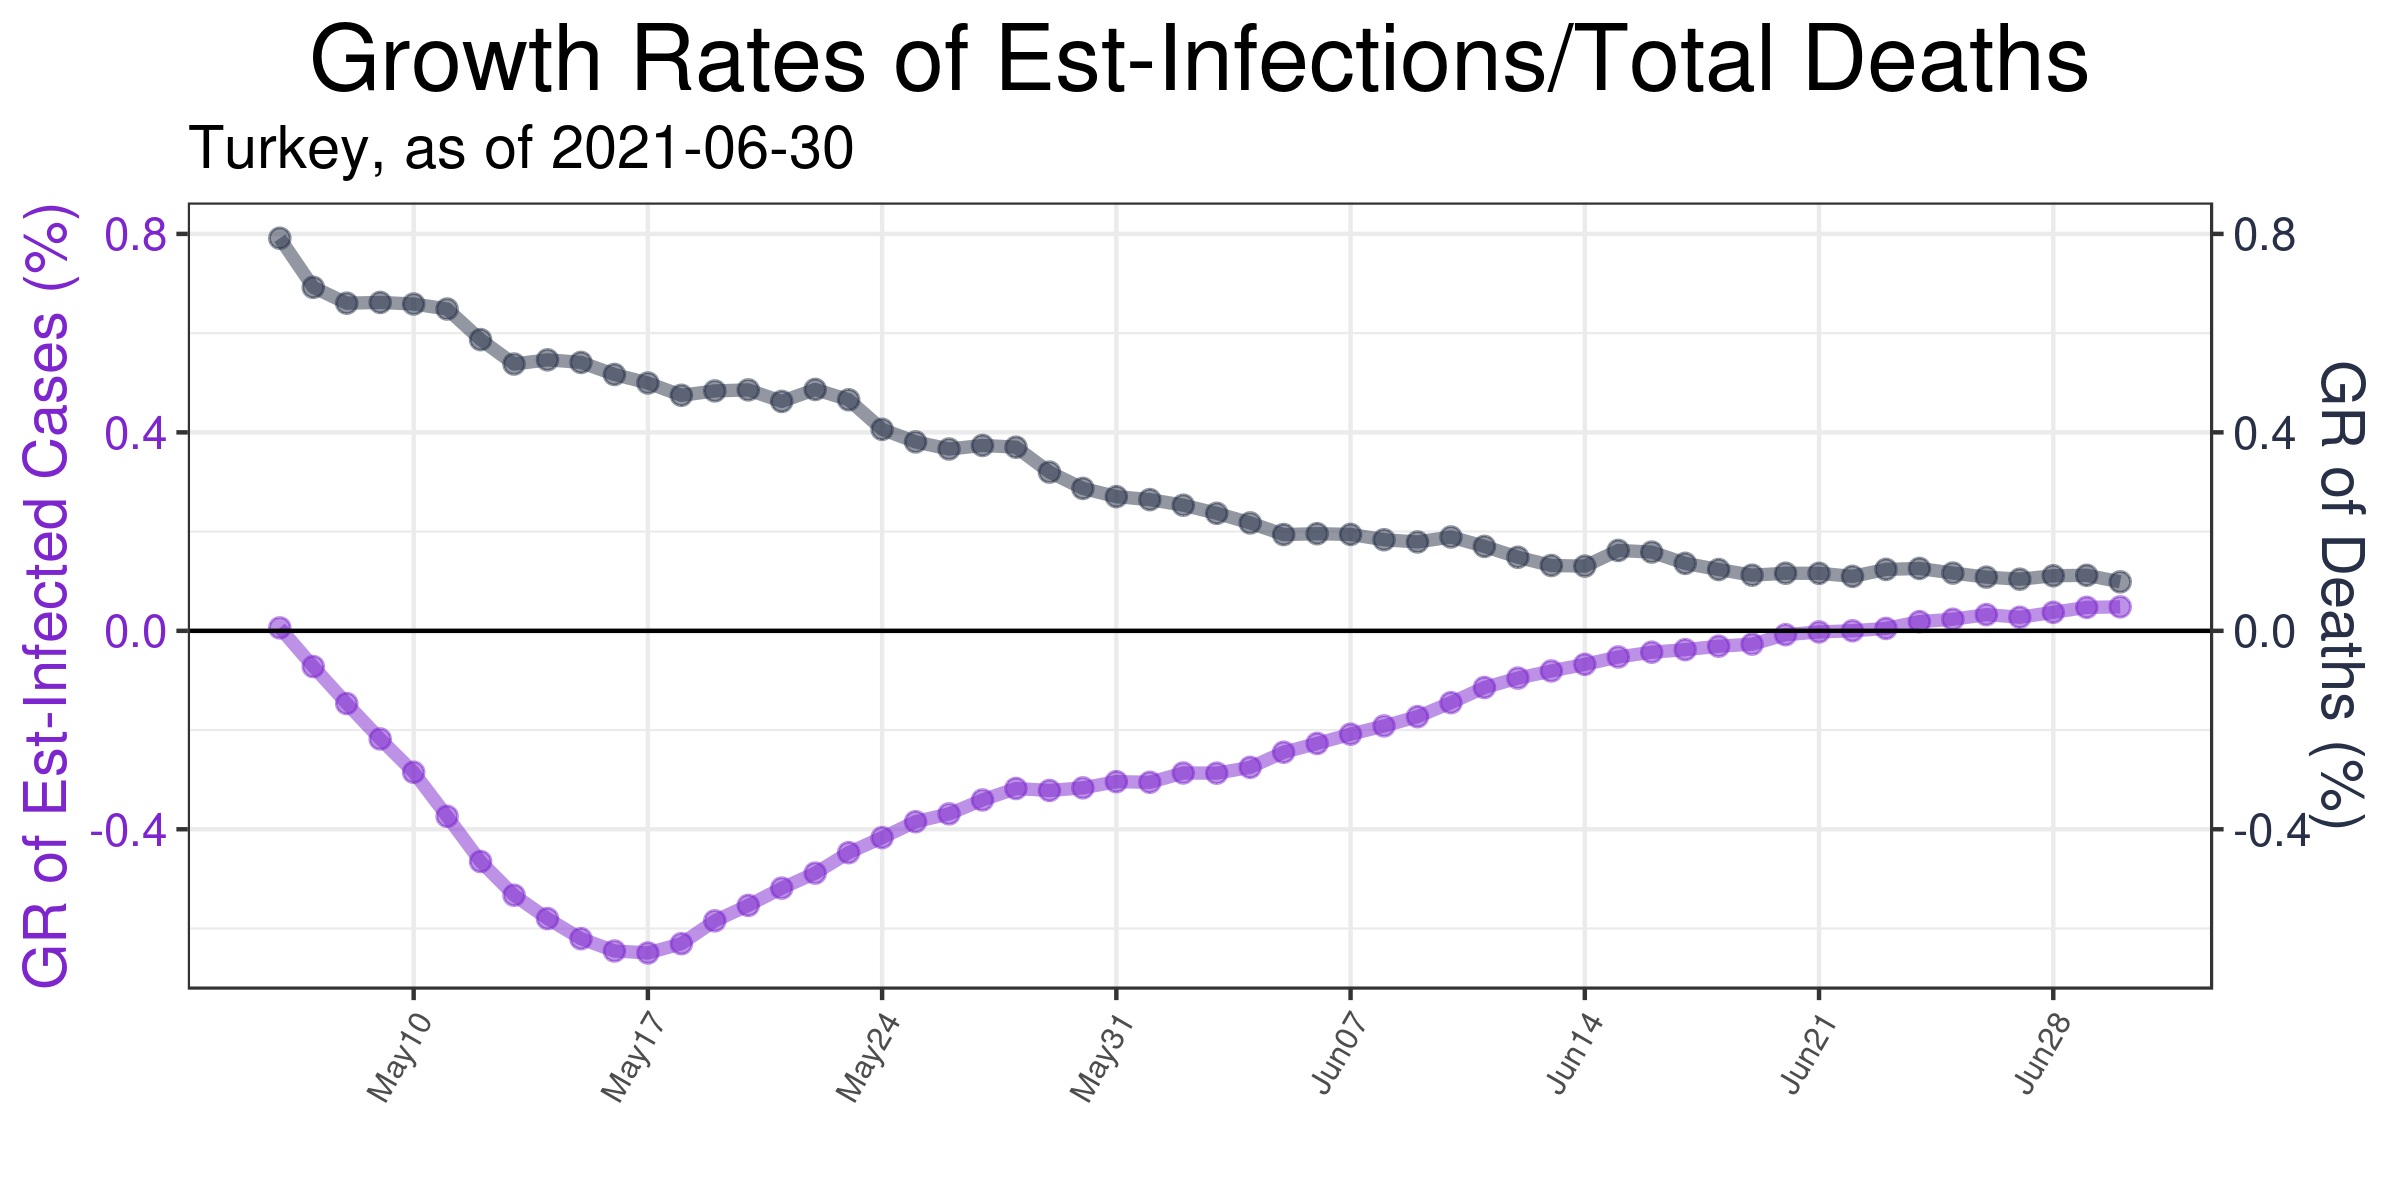 Growth Rates of Est-Infections/Total Deaths
Turkey, as of 2021-06-30
GR of Est-Infected Cases (%)
0.8
0.4
0.0
-0.4
0.8
0.4
0.0
-0.4
GR of Deaths (%)
May10
May17
May24
May31
Jun07
Jun14
Jun21
Jun28